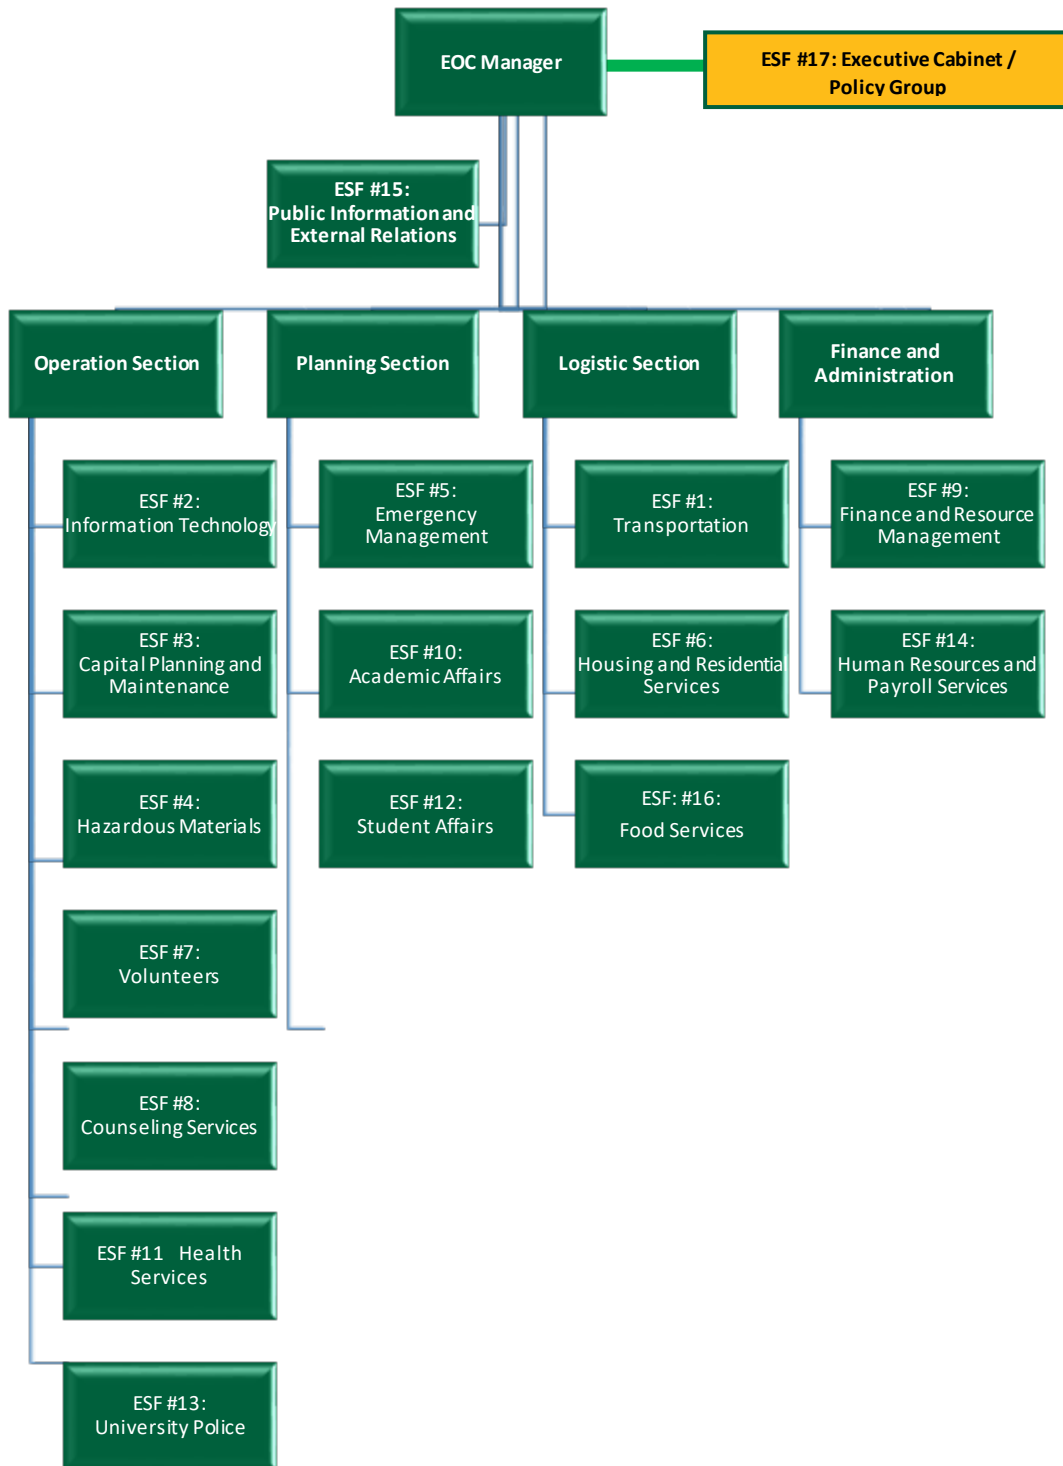 EOC Manager
ESF #17: Executive Cabinet /
Policy Group
ESF #15:
Public Information and
External Relations
Operation Section
Planning Section
Logistic Section
Finance and
Administration
ESF #2:
Information Technology
ESF #3:
Capital Planning and
Maintenance
ESF #4:
Hazardous Materials
ESF #7:
Volunteers
ESF #8:
Counseling Services
ESF #11 Health
Services
ESF #13:
University Police
ESF #5:
Emergency
Management
ESF #10:
Academic Affairs
ESF #12:
Student Affairs
ESF #1:
Transportation
ESF #6:
Housing and Residential
Services
ESF: #16:
Food Services
ESF #9:
Finance and Resource
Management
ESF #14:
Human Resources and
Payroll Services